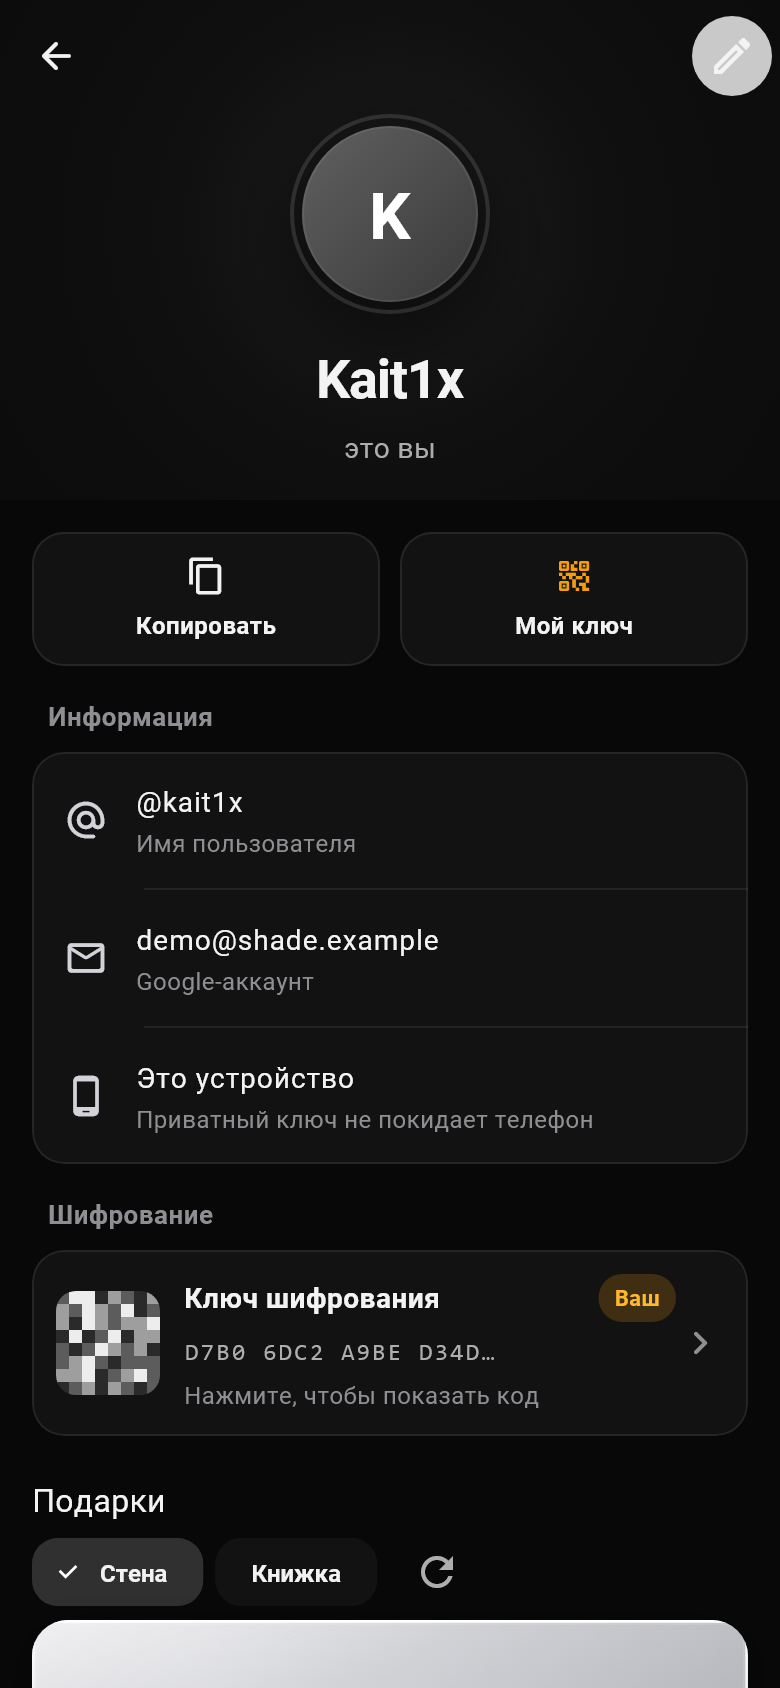 K
Kait1x
это вы
Копировать
Мой ключ
Информация
@kait1x
Имя пользователя
demo@shade.example
Google-аккаунт
Это устройство
Приватный ключ не покидает телефон
Шифрование
Ключ шифрования
Ваш
D7B0 6DC2 A9BE D34D…
Нажмите, чтобы показать код
Подарки
Стена
Книжка